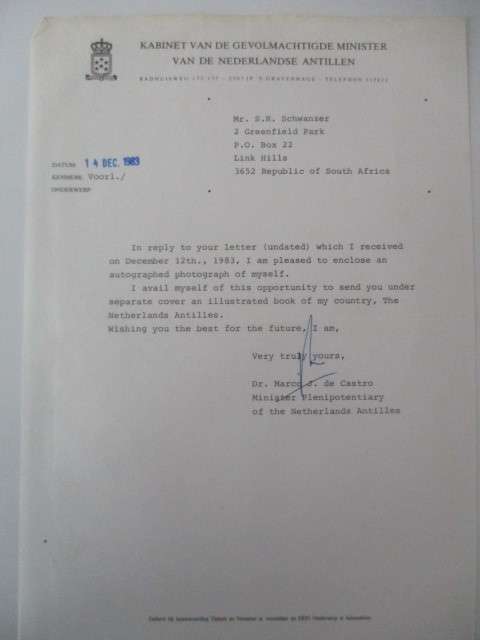 KABINET VAN DE GEVOLMACHTIGDE MINISTER
VAN DE NEDERLANDSE ANTILLEN
BADHUISWEG
'S-GRAVENHAGE - TELEFOON
Mr. S.H. Schwanzer
2 Greenfield Park
P.O. Box 22
Link Hills
3652 Republic of South Africa
DATUM 14 DEC. 1983
KENMERK Voorl./
ONDERWERP
In reply to your letter (undated) which I received
on December 12th., 1983, I am pleased to enclose an
autographed photograph of myself.
I avail myself of this opportunity to send you under
separate cover an illustrated book of my country, The
Netherlands Antilles.
Wishing you the best for the future, I am,
Very truly yours,
Dr. Marco J. de Castro
Minister Plenipotentiary
of the Netherlands Antilles